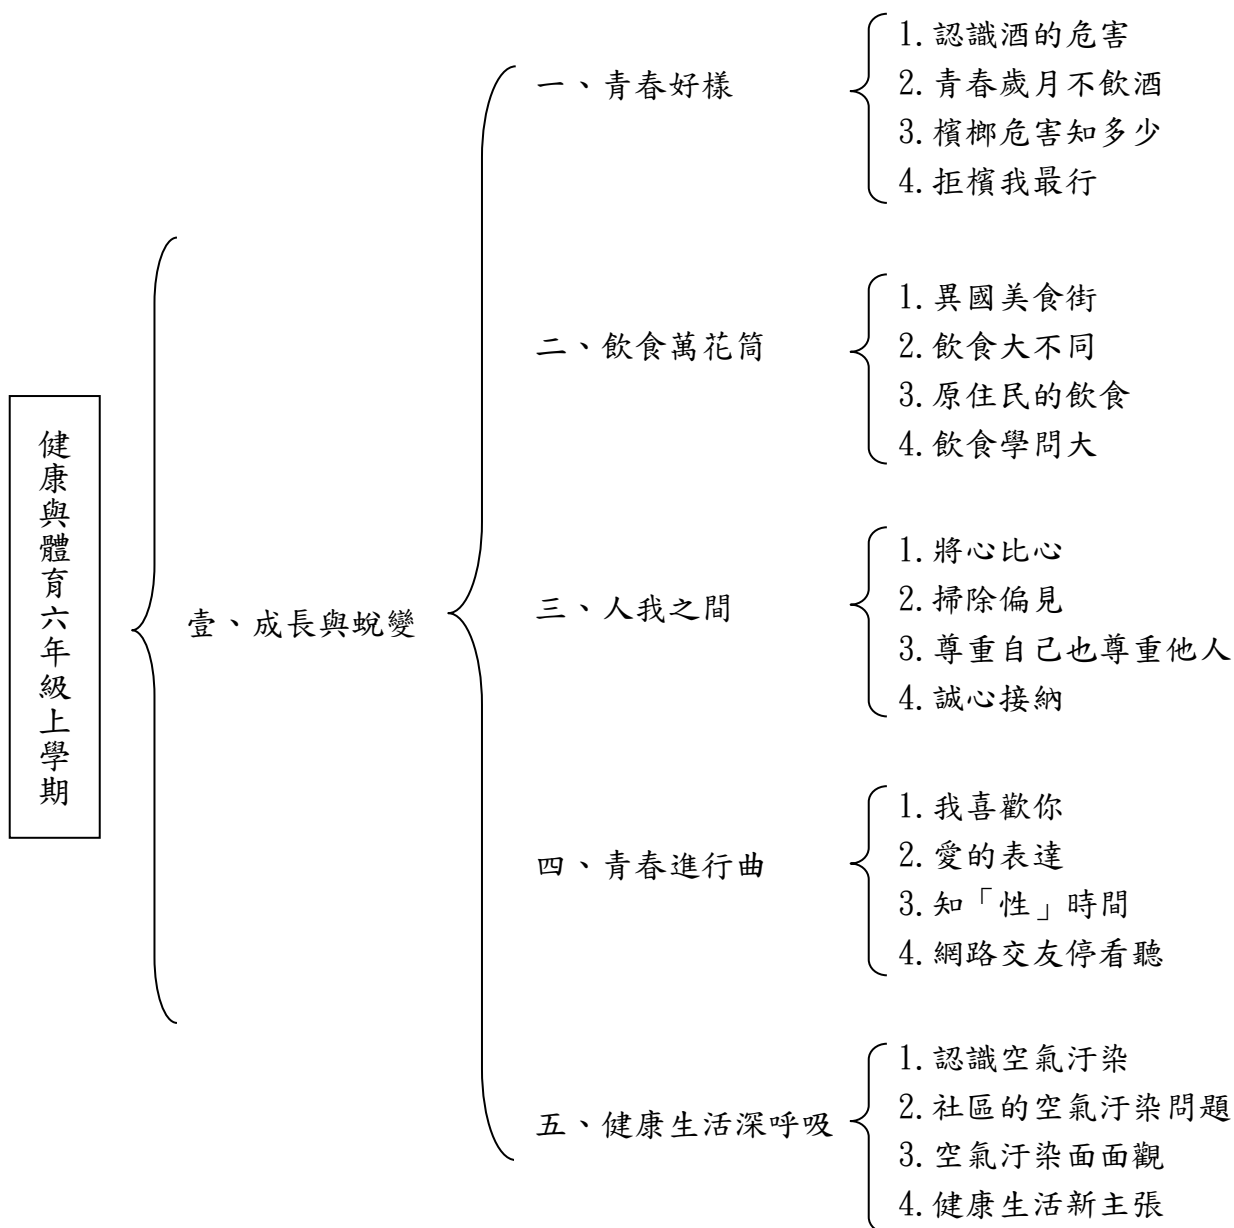 健康與體育六年級上學期
壹、成長與蛻變
一、青春好樣
1.認識酒的危害
2.青春歲月不飲酒
3.檳榔危害知多少
4.拒檳我最行
二、飲食萬花筒
1.異國美食街
2.飲食大不同
3.原住民的飲食
4.飲食學問大
三、人我之間
1.將心比心
2.掃除偏見
3.尊重自己也尊重他人
4.誠心接納
四、青春進行曲
1.我喜歡你
2.愛的表達
3.知「性」時間
4.網路交友停看聽
五、健康生活深呼吸
1.認識空氣汙染
2.社區的空氣汙染問題
3.空氣汙染面面觀
4.健康生活新主張